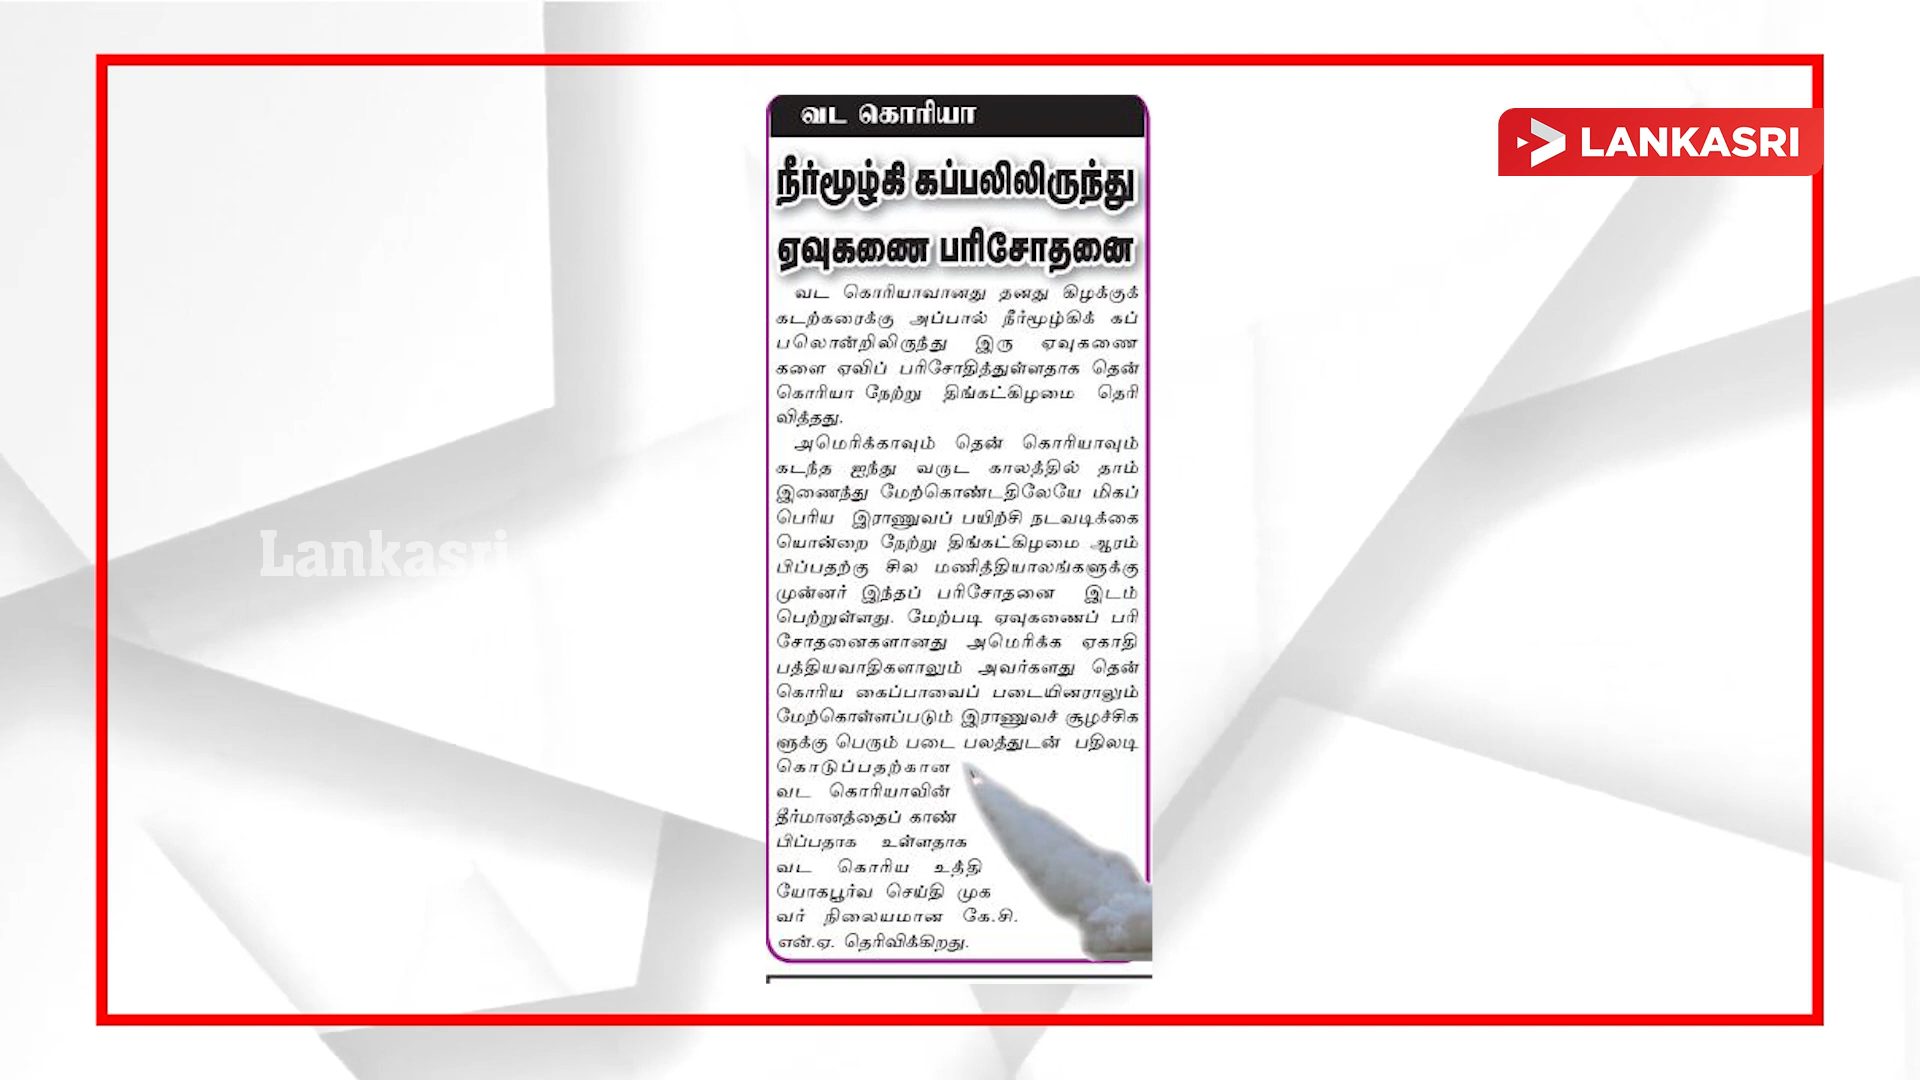 வட கொரியா
LANKASRI
நீர்மூழ்கி கப்பலிலிருந்து
ஏவுகணை பரிசோதனை
வட கொரியாவானது தனது கிழக்குக்
கடற்கரைக்கு அப்பால் நீர்மூழ்கிக் கப்
பலொன்றிலிருந்து இரு ஏவுகணை
களை ஏவிப் பரிசோதித்துள்ளதாக தென்
கொரியா நேற்று திங்கட்கிழமை தெரி
வித்தது.
அமெரிக்காவும் தென் கொரியாவும்
கடந்த ஐந்து வருட காலத்தில் தாம்
இணைந்து மேற்கொண்டதிலேயே மிகப்
பெரிய இராணுவப் பயிற்சி நடவடிக்கை
யொன்றை நேற்று திங்கட்கிழமை ஆரம்
பிப்பதற்கு சில மணித்தியாலங்களுக்கு
முன்னர் இந்தப் பரிசோதனை இடம்
பெற்றுள்ளது. மேற்படி ஏவுகணைப் பரி
சோதனைகளானது அமெரிக்க ஏகாதி
பத்தியவாதிகளாலும் அவர்களது தென்
கொரிய கைப்பாவைப் படையினராலும்
மேற்கொள்ளப்படும் இராணுவச் சூழச்சிக
ளுக்கு பெரும் படை பலத்துடன் பதிலடி
கொடுப்பதற்கான
வட கொரியாவின்
தீர்மானத்தைப் காண்
பிப்பதாக உள்ளதாக
வட கொரிய உத்தி
யோகபூர்வ செய்தி முக
வர் நிலையமான கே.சி.
என்.ஏ. தெரிவிக்கிறது.
Lankasri